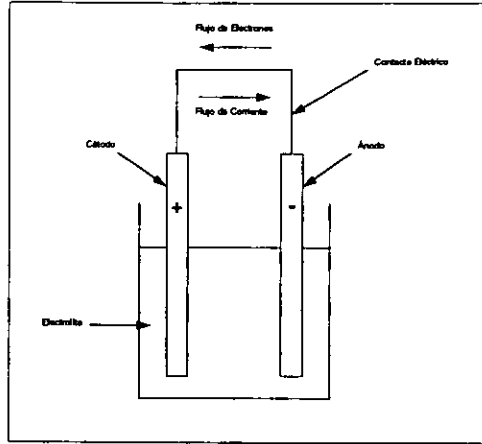 Flujo de Electrones
Contacto Eléctrico
Flujo de Corriente
Cátodo
Ánodo
+
-
Electrolito